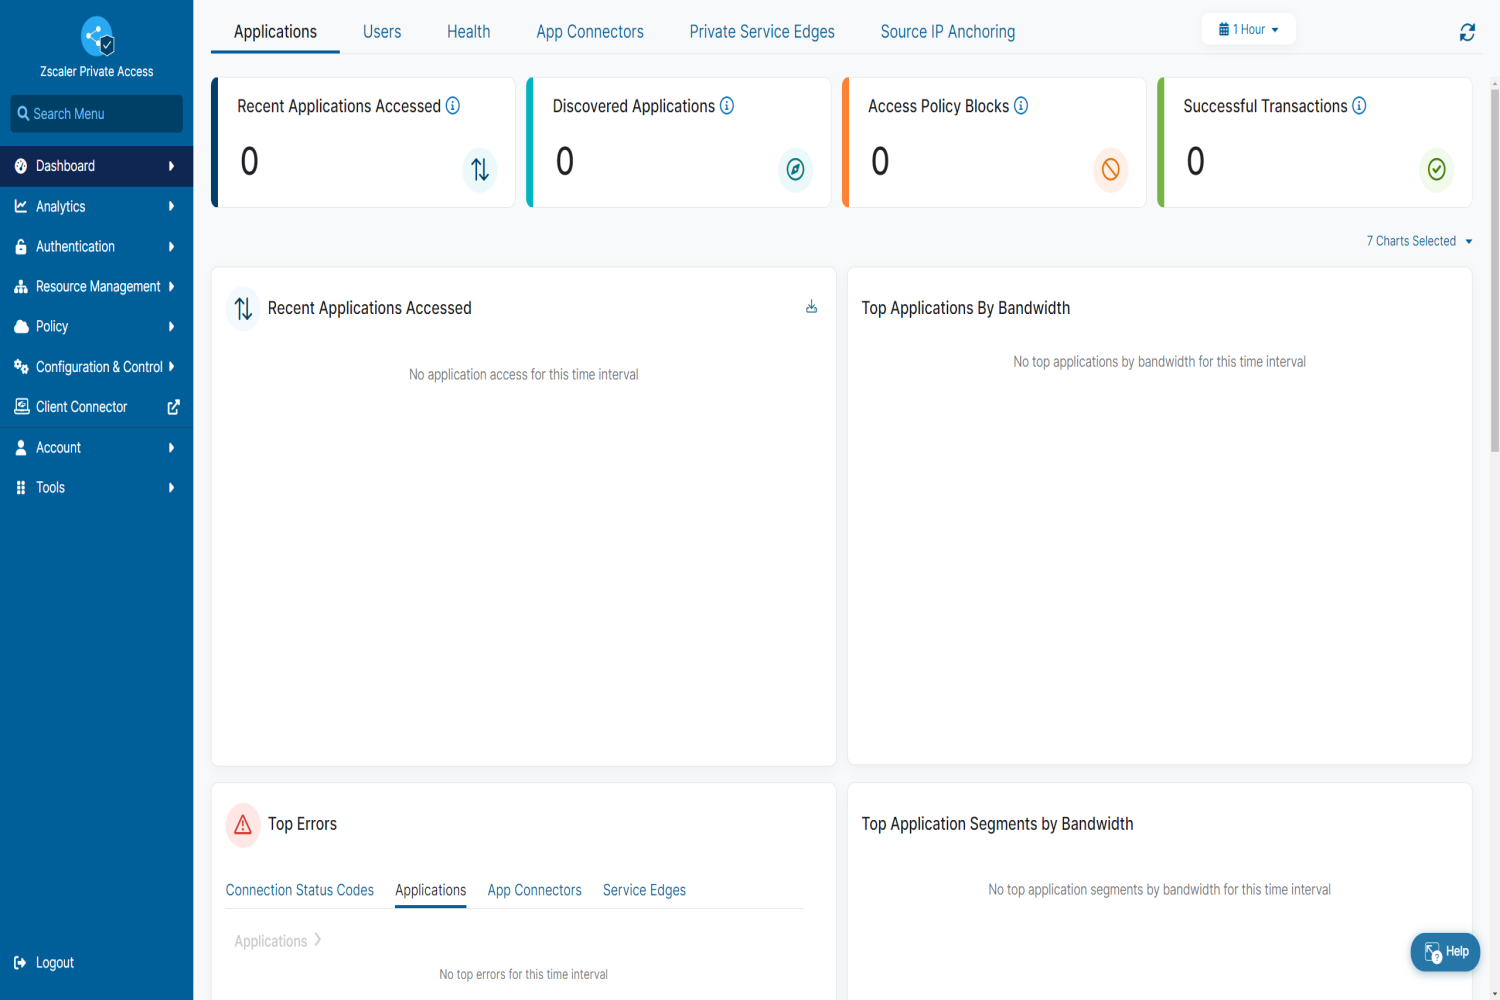 Zscaler Private Access
Search Menu
Dashboard
Analytics
Authentication
Resource Management
Policy
Configuration & Control
Client Connector
Account
Tools
Logout
Applications Users Health App Connectors Private Service Edges Source IP Anchoring 1 Hour
Recent Applications Accessed
0
Discovered Applications
0
Access Policy Blocks
0
Successful Transactions
0
7 Charts Selected
Recent Applications Accessed
No application access for this time interval
Top Applications By Bandwidth
No top applications by bandwidth for this time interval
Top Errors
Connection Status Codes Applications App Connectors Service Edges
Applications
No top errors for this time interval
Top Application Segments by Bandwidth
No top application segments by bandwidth for this time interval
Help